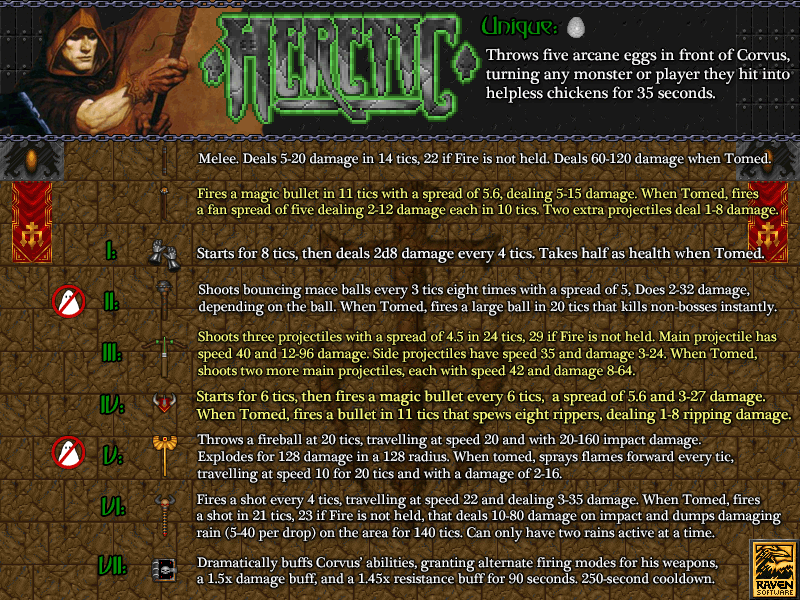 HERETIC
Unique:
Throws five arcane eggs in front of Corvus,
turning any monster or player they hit into
helpless chickens for 35 seconds.
Melee. Deals 5-20 damage in 14 tics, 22 if Fire is not held. Deals 60-120 damage when Tomed.
Fires a magic bullet in 11 tics with a spread of 5.6, dealing 5-15 damage. When Tomed, fires
a fan spread of five dealing 2-12 damage each in 10 tics. Two extra projectiles deal 1-8 damage.
I:
Starts for 8 tics, then deals 2d8 damage every 4 tics. Takes half as health when Tomed.
II:
Shoots bouncing mace balls every 3 tics eight times with a spread of 5, Does 2-32 damage,
depending on the ball. When Tomed, fires a large ball in 20 tics that kills non-bosses instantly.
III:
Shoots three projectiles with a spread of 4.5 in 24 tics, 29 if Fire is not held. Main projectile has
speed 40 and 12-96 damage. Side projectiles have speed 35 and damage 3-24. When Tomed,
shoots two more main projectiles, each with speed 42 and damage 8-64.
IV:
Starts for 6 tics, then fires a magic bullet every 6 tics, a spread of 5.6 and 3-27 damage.
When Tomed, fires a bullet in 11 tics that spews eight rippers, dealing 1-8 ripping damage.
V:
Throws a fireball at 20 tics, travelling at speed 20 and with 20-160 impact damage.
Explodes for 128 damage in a 128 radius. When tomed, sprays flames forward every tic,
travelling at speed 10 for 20 tics and with a damage of 2-16.
VI:
Fires a shot every 4 tics, travelling at speed 22 and dealing 3-35 damage. When Tomed, fires
a shot in 21 tics, 23 if Fire is not held, that deals 10-80 damage on impact and dumps damaging
rain (5-40 per drop) on the area for 140 tics. Can only have two rains active at a time.
VII:
Dramatically buffs Corvus' abilities, granting alternate firing modes for his weapons,
a 1.5x damage buff, and a 1.45x resistance buff for 90 seconds. 250-second cooldown.
RAVEN
SOFTWARE